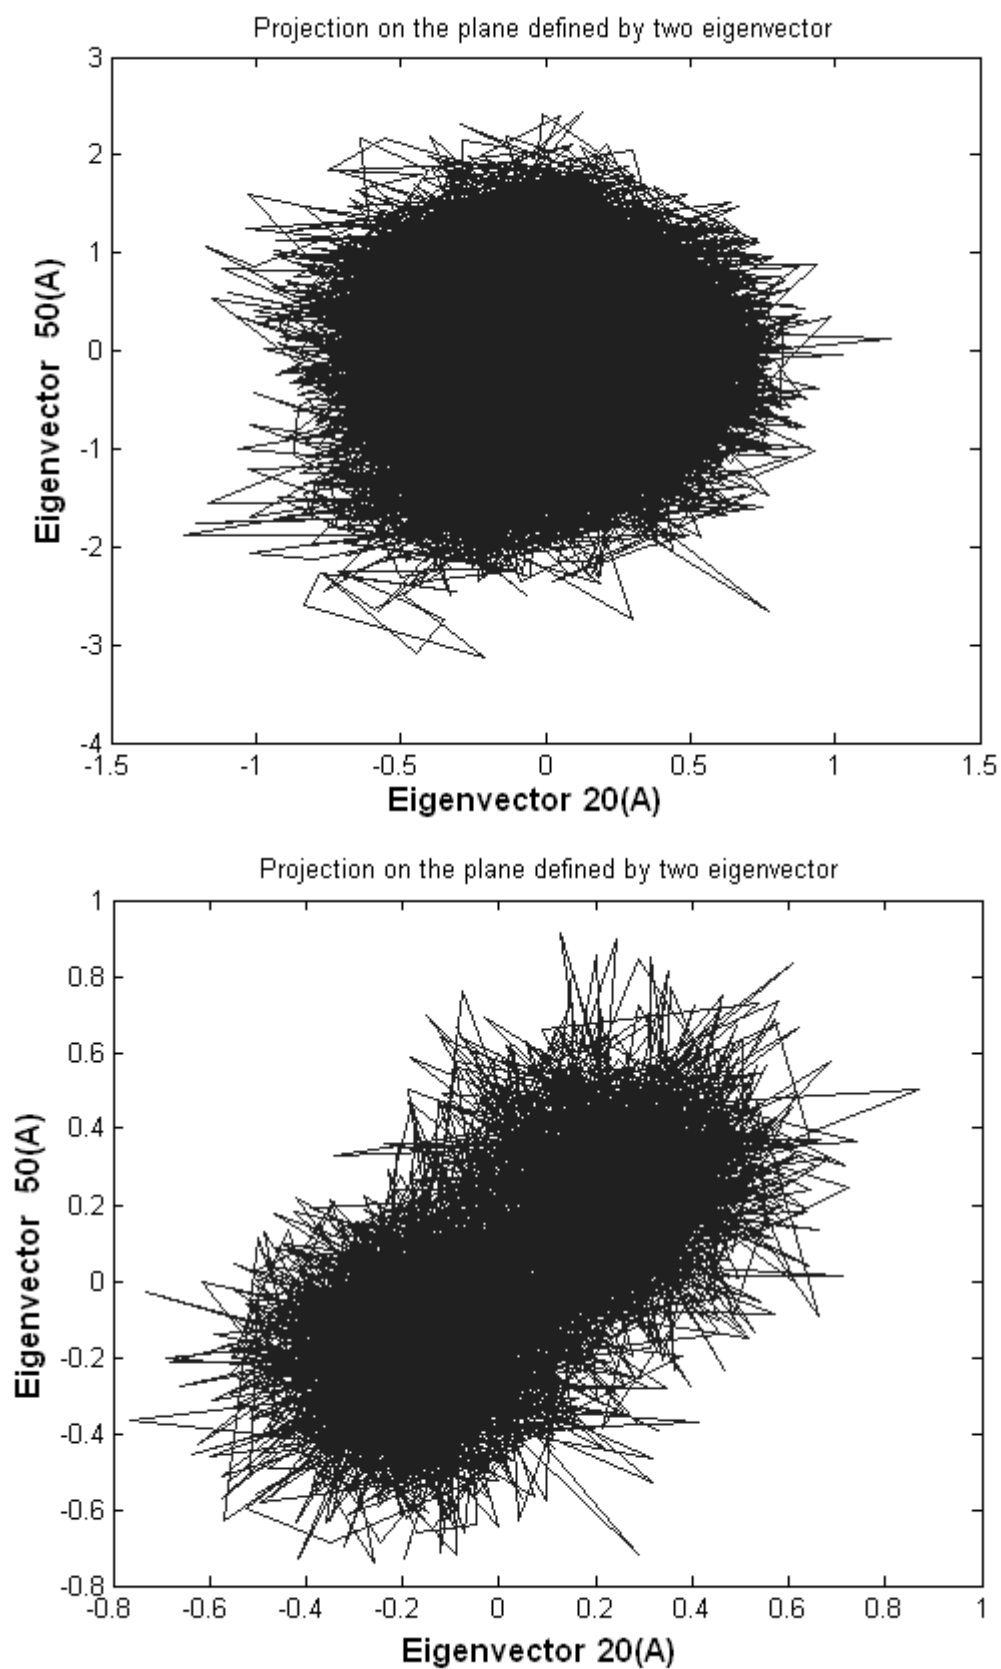 Projection on the plane defined by two eigenvector
3
2
1
0
-1
-2
-3
-4
Eigenvector 50(A)
-1.5 -1 -0.5 0 0.5 1 1.5
Eigenvector 20(A)
Projection on the plane defined by two eigenvector
1
0.8
0.6
0.4
0.2
0
-0.2
-0.4
-0.6
-0.8
Eigenvector 50(A)
-0.8 -0.6 -0.4 -0.2 0 0.2 0.4 0.6 0.8 1
Eigenvector 20(A)